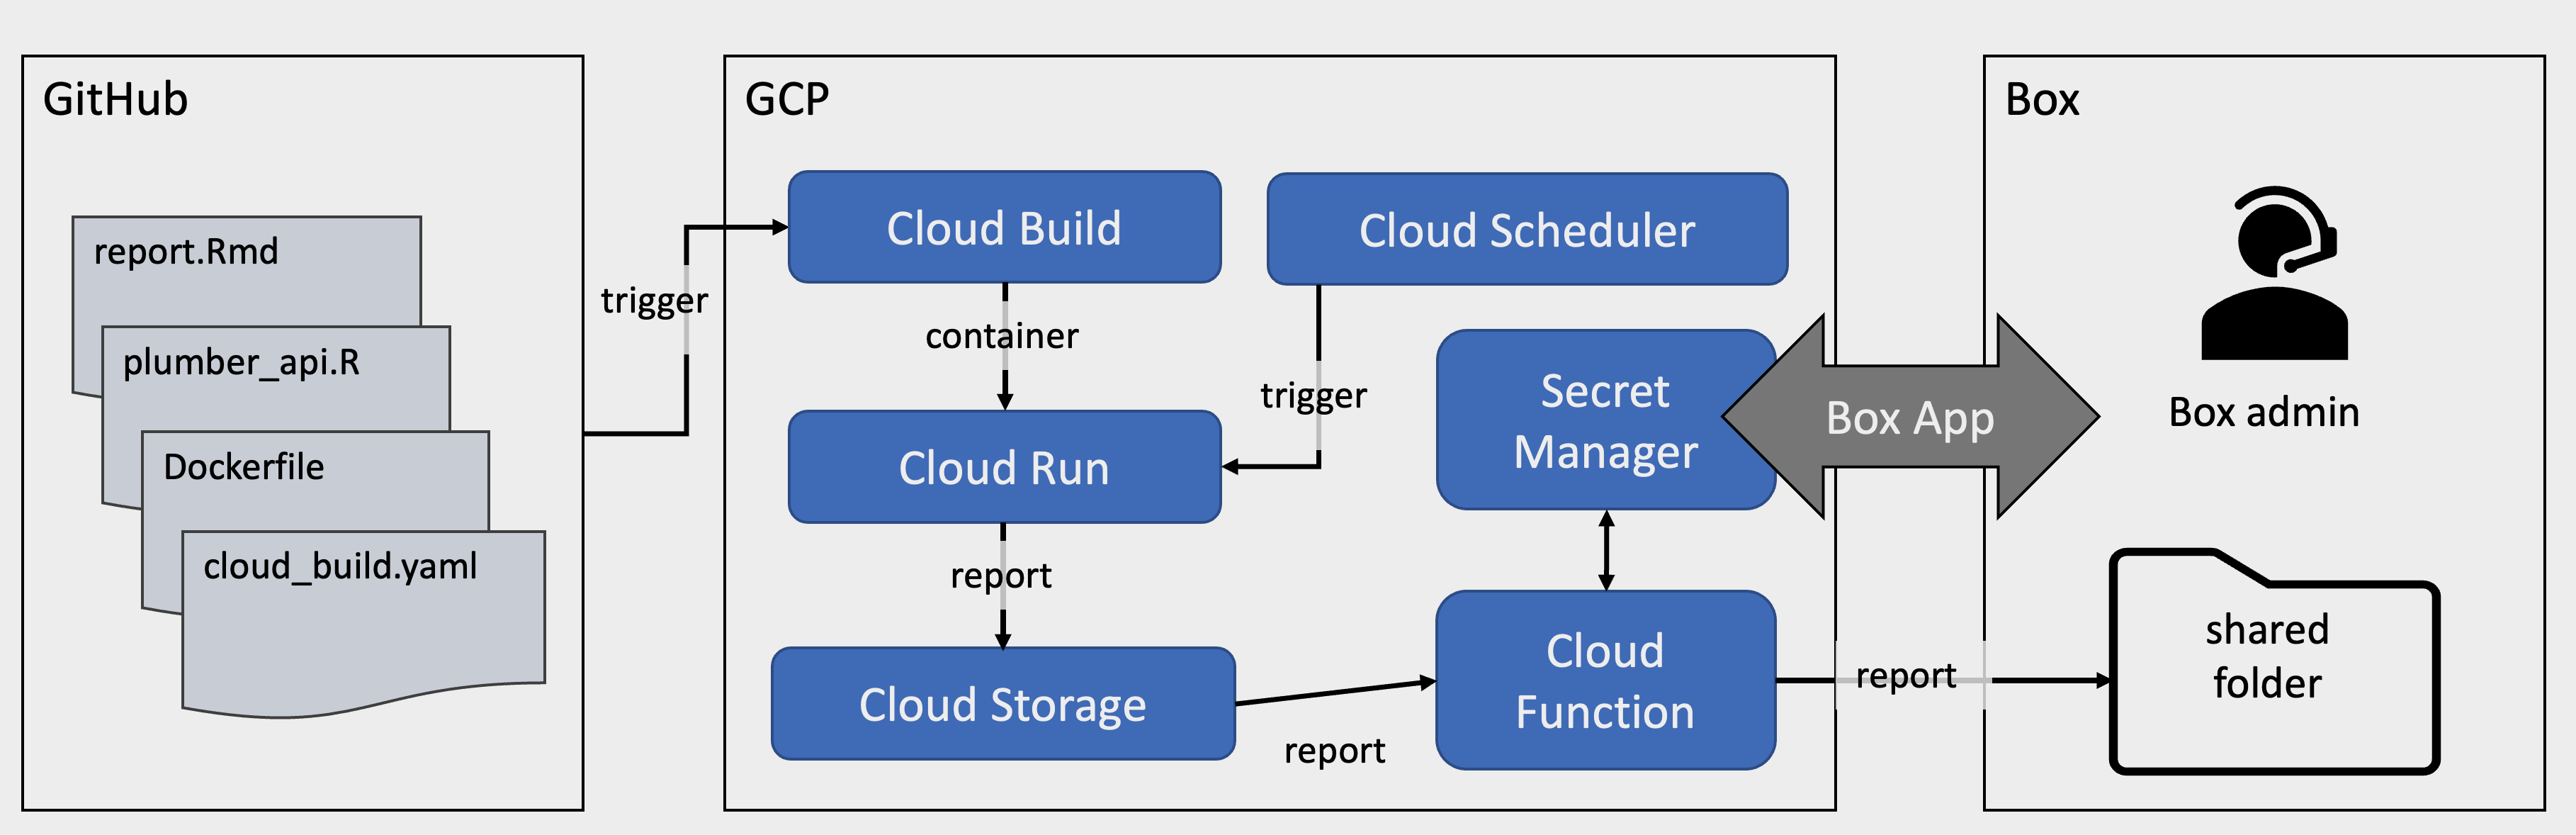 GitHub
report.Rmd
plumber_api.R
Dockerfile
cloud_build.yaml
trigger
GCP
Cloud Build
Cloud Scheduler
container
trigger
Cloud Run
Secret
Manager
report
Cloud Storage
report
Cloud
Function
Box App
report
Box
Box admin
shared
folder